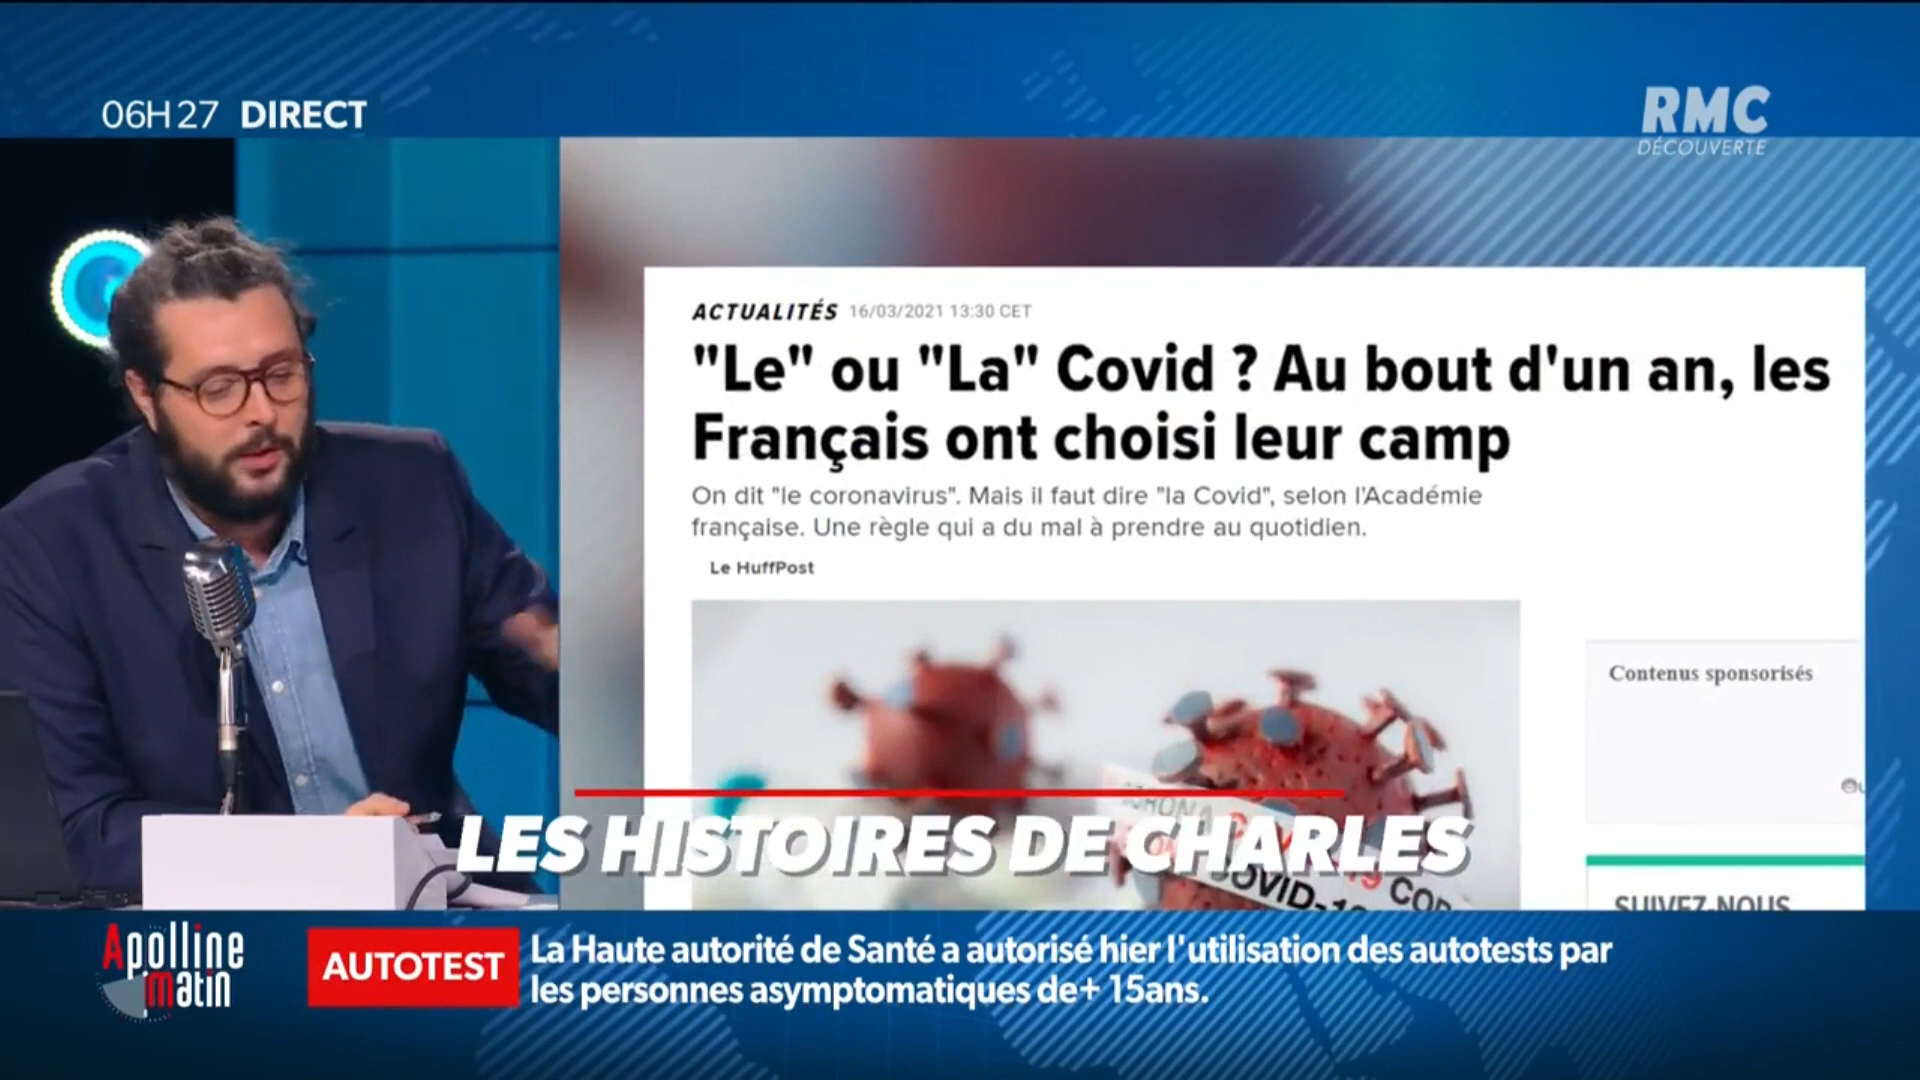 06H27 DIRECT
RMC
DÉCOUVERTE
ACTUALITÉS 16/03/2021 13:30 CET
"Le" ou "La" Covid ? Au bout d'un an, les
Français ont choisi leur camp
On dit "le coronavirus". Mais il faut dire "la Covid", selon l'Académie
française. Une règle qui a du mal à prendre au quotidien.
Le HuffPost
Contenus sponsorisés
SUIVEZ-NOUS
LES HISTOIRES DE CHARLES
Apolline
matin
AUTOTEST
La Haute autorité de Santé a autorisé hier l'utilisation des autotests par
les personnes asymptomatiques de+ 15ans.